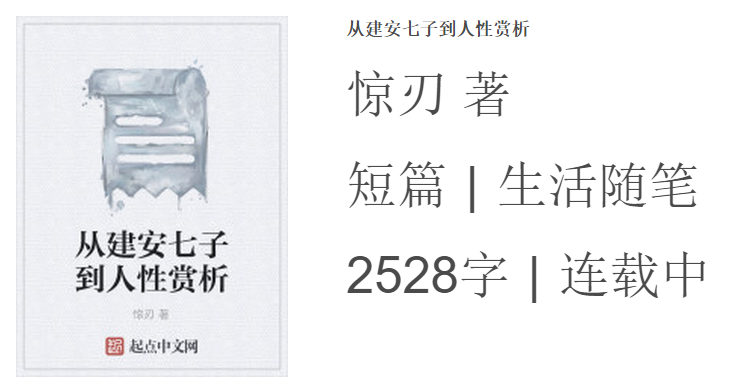 从建安七子
到人性赏析
惊刃 著
起点中文网
从建安七子到人性赏析
惊刃 著
短篇 | 生活随笔
2528字 | 连载中